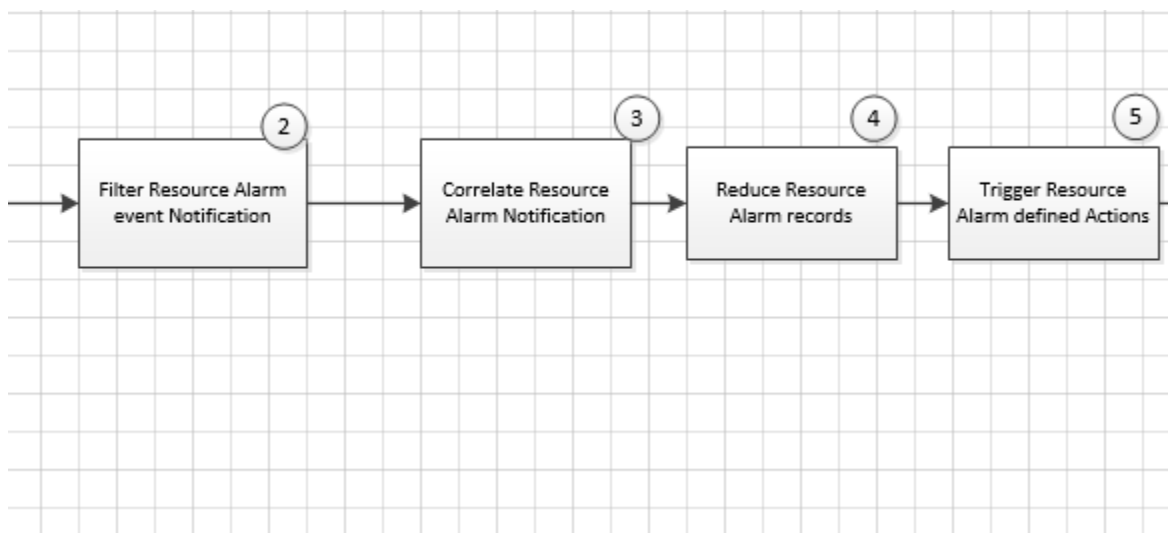 2
Filter Resource Alarm
event Notification
3
Correlate Resource
Alarm Notification
4
Reduce Resource
Alarm records
5
Trigger Resource
Alarm defined Actions